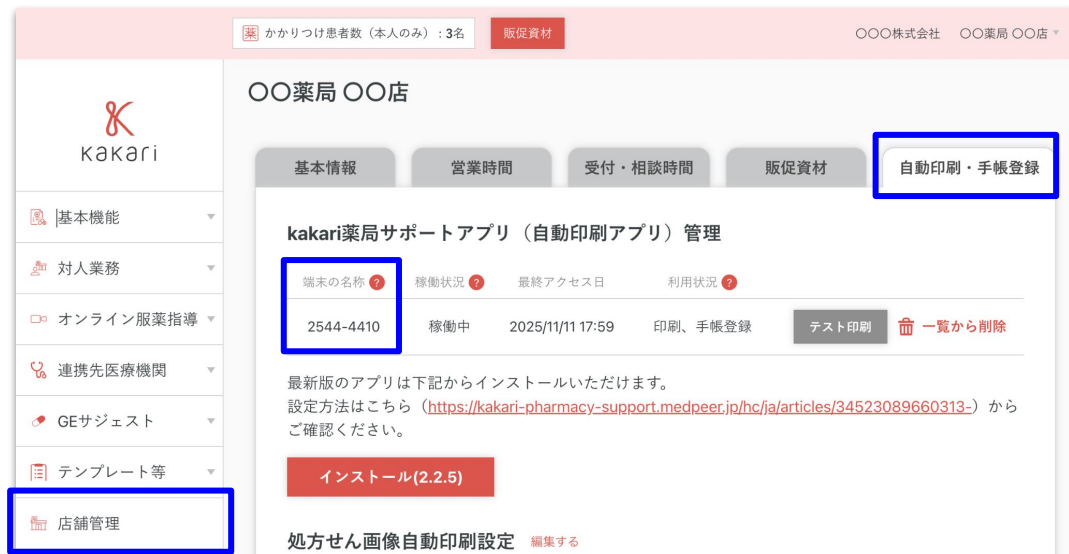 薬 かかりつけ患者数（本人のみ）：3名
販促資材
〇〇〇株式会社 〇〇薬局 〇〇店
kakari
基本機能
対人業務
オンライン服薬指導
連携先医療機関
GEサジェスト
テンプレート等
店舗管理
〇〇薬局 〇〇店
基本情報 営業時間 受付・相談時間 販促資材 自動印刷・手帳登録
kakari薬局サポートアプリ（自動印刷アプリ）管理
端末の名称 ? 稼働状況 ? 最終アクセス日 利用状況 ?
2544-4410 稼働中 2025/11/11 17:59 印刷、手帳登録 テスト印刷 一覧から削除
最新版のアプリは下記からインストールいただけます。
設定方法はこちら（https://kakari-pharmacy-support.medpeer.jp/hc/ja/articles/34523089660313-）から
ご確認ください。
インストール(2.2.5)
処方せん画像自動印刷設定 編集する